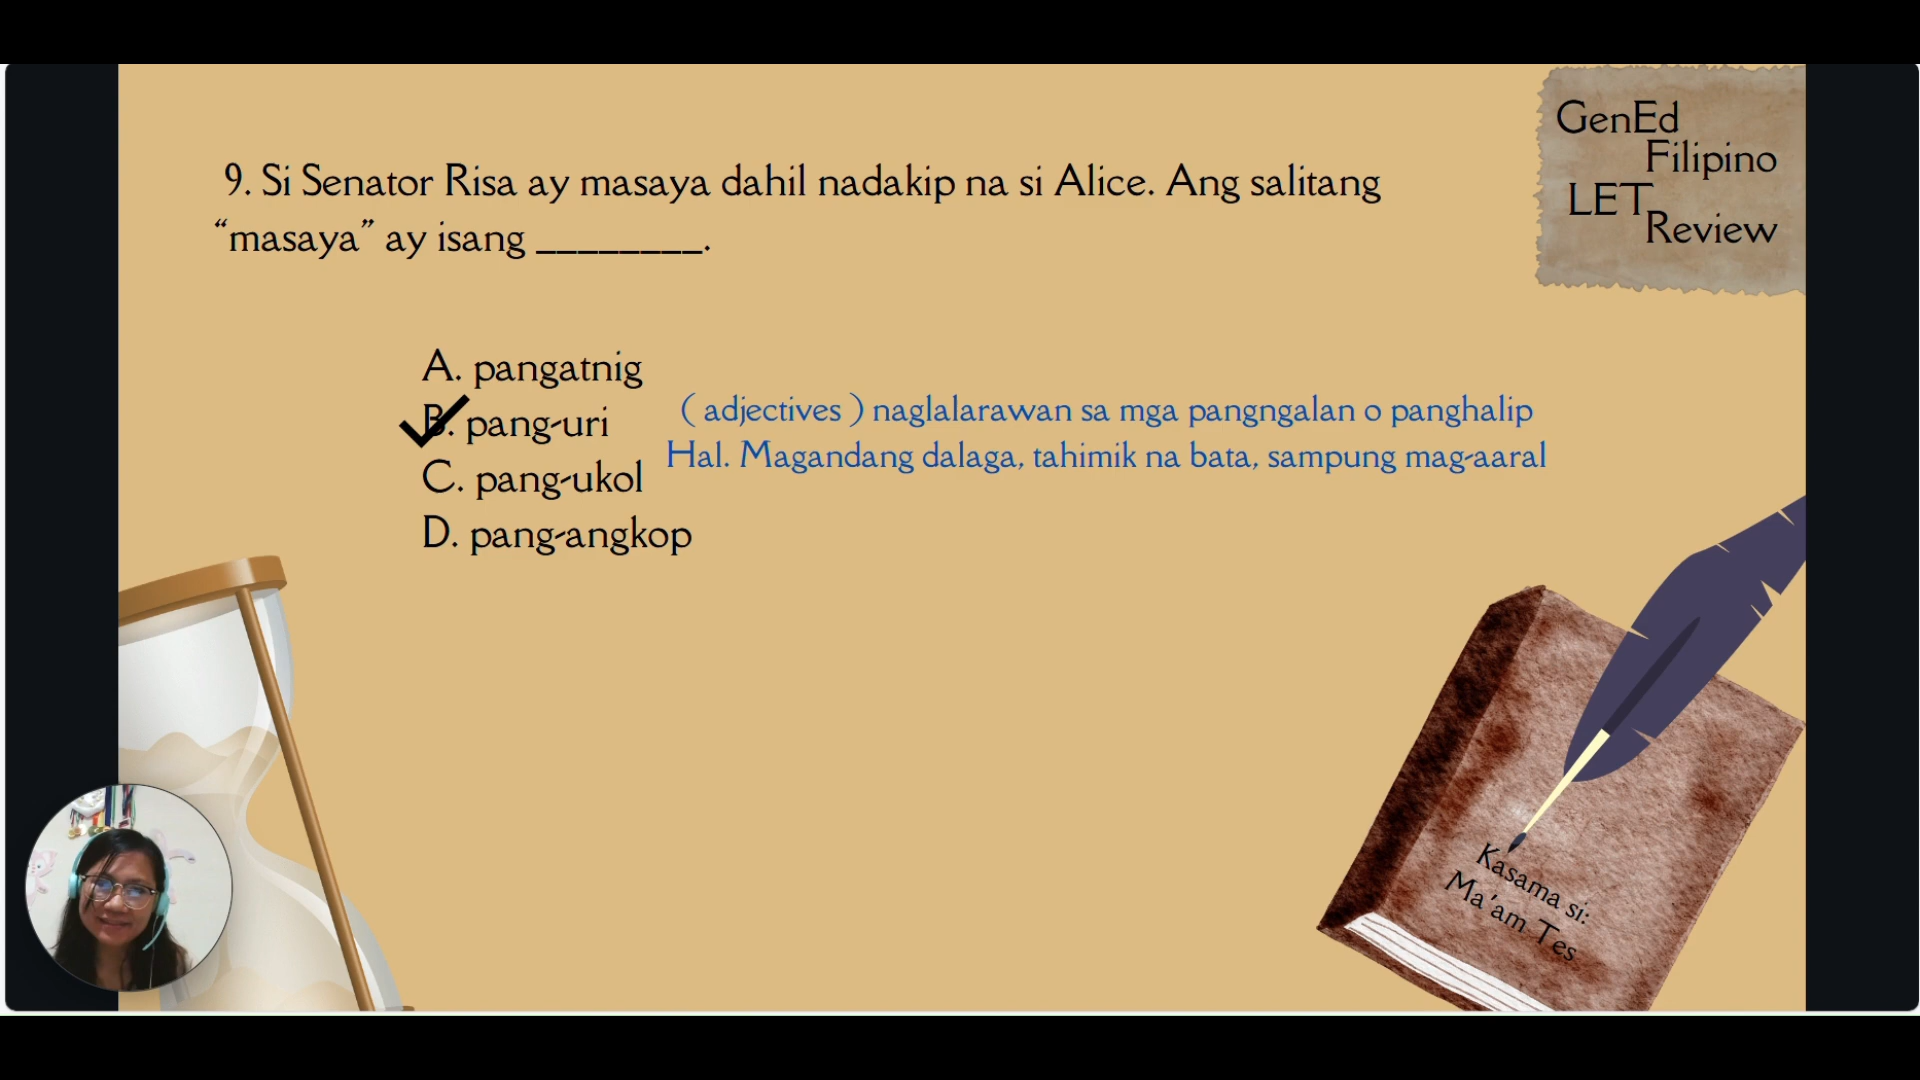 9. Si Senator Risa ay masaya dahil nadakip na si Alice. Ang salitang
“masaya” ay isang ________.
A. pangatnig
B. pang-uri
C. pang-ukol
D. pang-angkop
( adjectives ) naglalarawan sa mga pangngalan o panghalip
Hal. Magandang dalaga, tahimik na bata, sampung mag-aaral
GenEd
Filipino
LET
Review
Kasama si:
Ma'am Tes